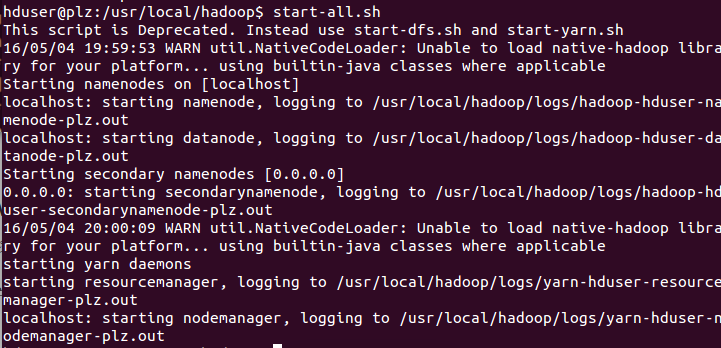 hduser@plz:/usr/local/hadoop$ start-all.sh
This script is Deprecated. Instead use start-dfs.sh and start-yarn.sh
16/05/04 19:59:53 WARN util.NativeCodeLoader: Unable to load native-hadoop libra
ry for your platform... using builtin-java classes where applicable
Starting namenodes on [localhost]
localhost: starting namenode, logging to /usr/local/hadoop/logs/hadoop-hduser-na
menode-plz.out
localhost: starting datanode, logging to /usr/local/hadoop/logs/hadoop-hduser-da
tanode-plz.out
Starting secondary namenodes [0.0.0.0]
0.0.0.0: starting secondarynamenode, logging to /usr/local/hadoop/logs/hadoop-hd
user-secondarynamenode-plz.out
16/05/04 20:00:09 WARN util.NativeCodeLoader: Unable to load native-hadoop libra
ry for your platform... using builtin-java classes where applicable
starting yarn daemons
starting resourcemanager, logging to /usr/local/hadoop/logs/yarn-hduser-resource
manager-plz.out
localhost: starting nodemanager, logging to /usr/local/hadoop/logs/yarn-hduser-n
odemanager-plz.out